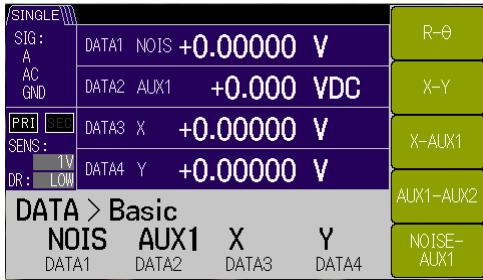 SINGLE
SIG:
A
AC
GND
PRI SEC
SENS:
1V
DR: LOW
DATA1 NOIS +0.00000 V
DATA2 AUX1 +0.000 VDC
DATA3 X +0.00000 V
DATA4 Y +0.00000 V
DATA > Basic
NOIS AUX1 X Y
DATA1 DATA2 DATA3 DATA4
R-θ
X-Y
X-AUX1
AUX1-AUX2
NOISE-
AUX1